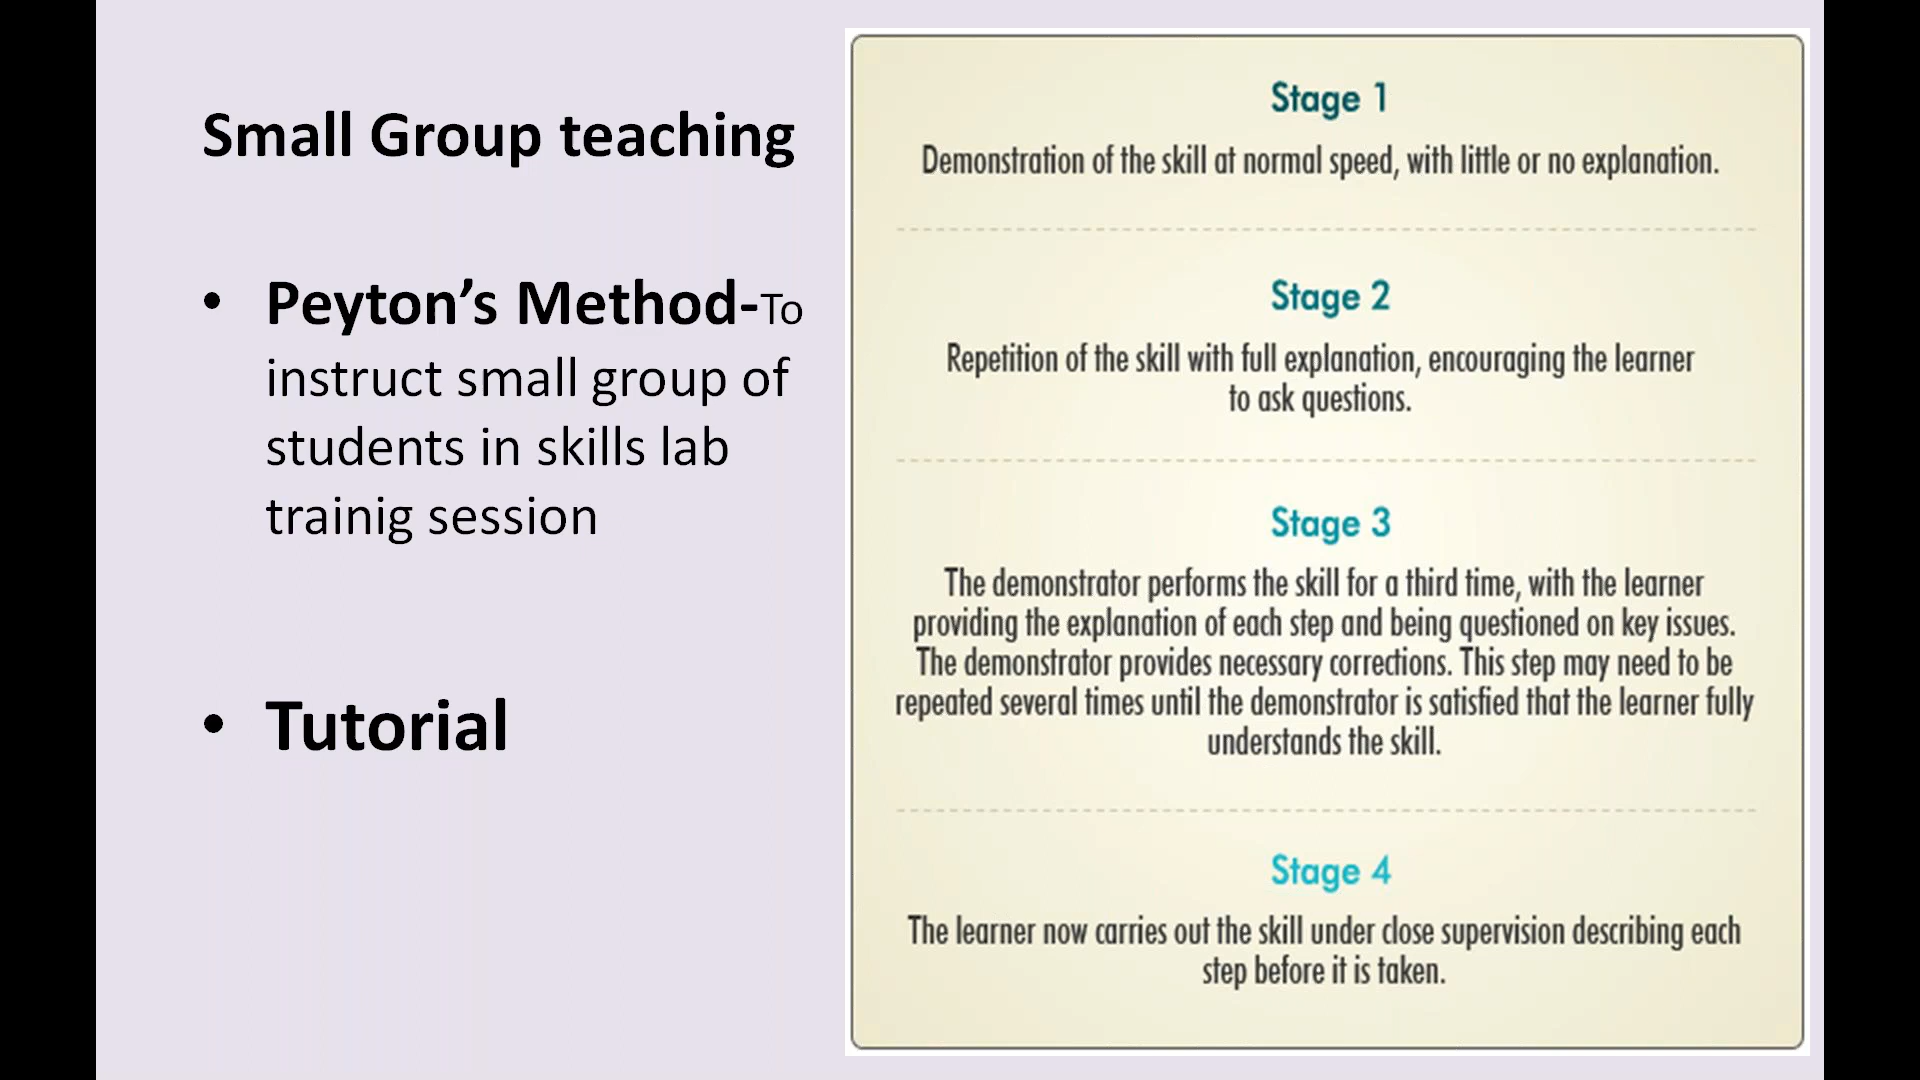 Small Group teaching
• Peyton’s Method-To
instruct small group of
students in skills lab
trainig session
• Tutorial
Stage 1
Demonstration of the skill at normal speed, with little or no explanation.
Stage 2
Repetition of the skill with full explanation, encouraging the learner
to ask questions.
Stage 3
The demonstrator performs the skill for a third time, with the learner
providing the explanation of each step and being questioned on key issues.
The demonstrator provides necessary corrections. This step may need to be
repeated several times until the demonstrator is satisfied that the learner fully
understands the skill.
Stage 4
The learner now carries out the skill under close supervision describing each
step before it is taken.